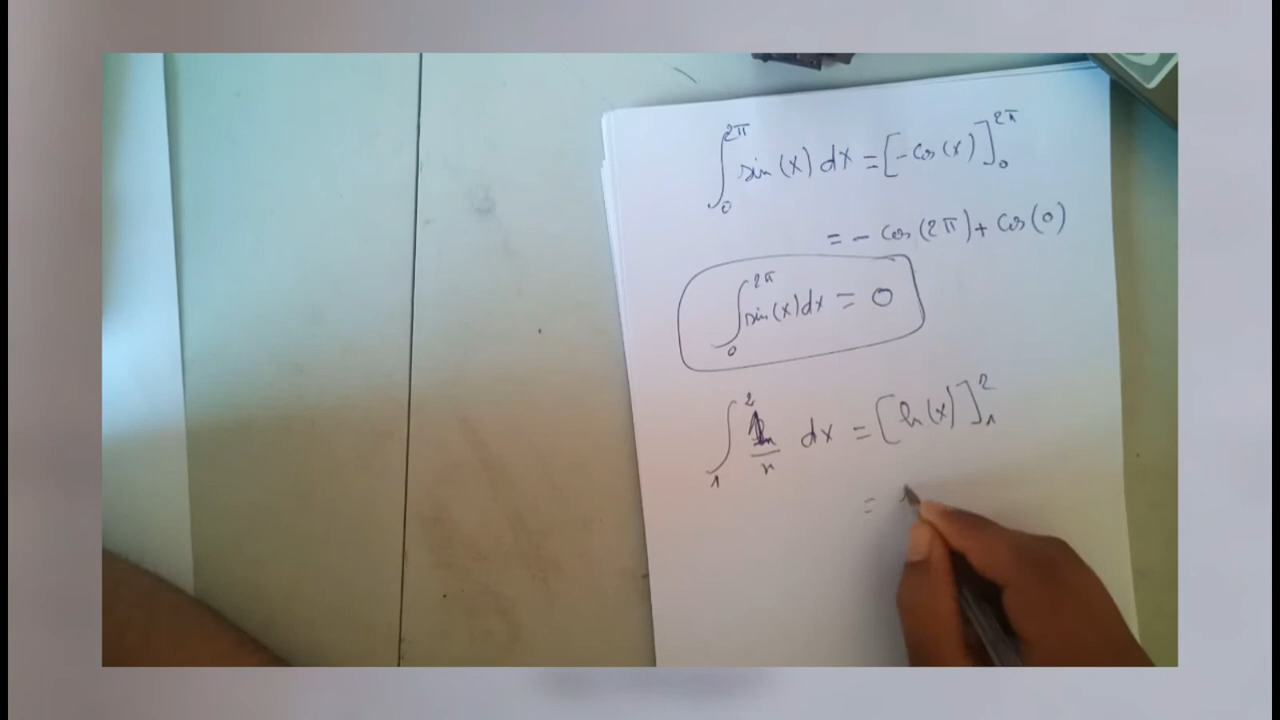 ∫₀^{2π} sin(x) dx = [-cos(x)]₀^{2π}
= - cos(2π) + cos(0)
∫₀^{2π} sin(x) dx = 0
∫₁² 1/x dx = [ln(x)]₁²
=